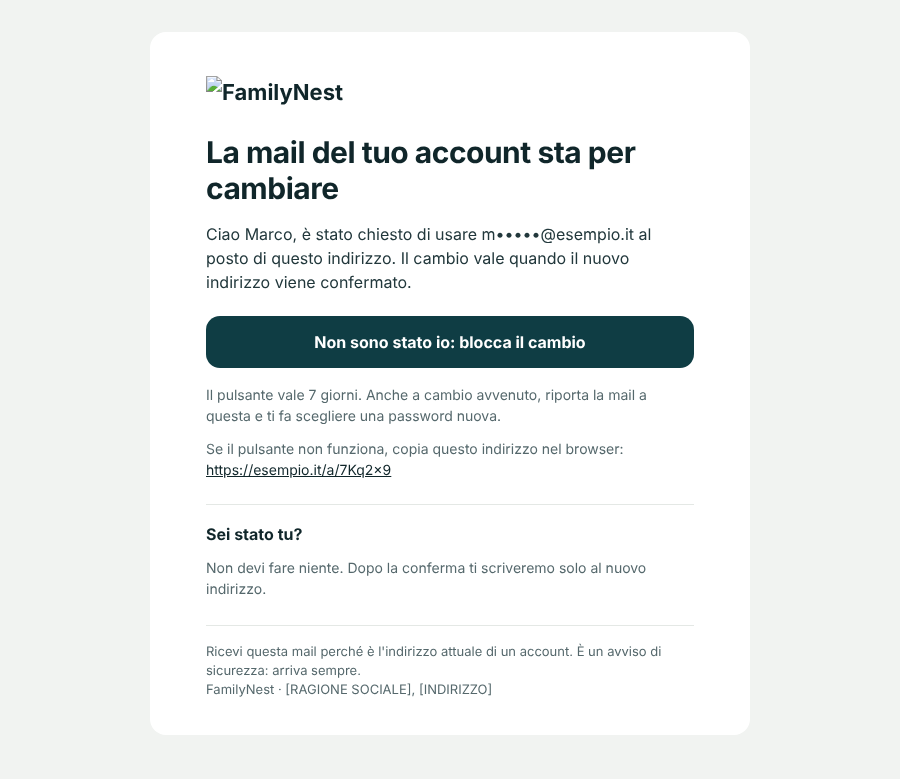 FamilyNest
La mail del tuo account sta per
cambiare
Ciao Marco, è stato chiesto di usare m•••••@esempio.it al
posto di questo indirizzo. Il cambio vale quando il nuovo
indirizzo viene confermato.
Non sono stato io: blocca il cambio
Il pulsante vale 7 giorni. Anche a cambio avvenuto, riporta la mail a
questa e ti fa scegliere una password nuova.
Se il pulsante non funziona, copia questo indirizzo nel browser:
https://esempio.it/a/7Kq2x9
Sei stato tu?
Non devi fare niente. Dopo la conferma ti scriveremo solo al nuovo
indirizzo.
Ricevi questa mail perché è l'indirizzo attuale di un account. È un avviso di
sicurezza: arriva sempre.
FamilyNest · [RAGIONE SOCIALE], [INDIRIZZO]